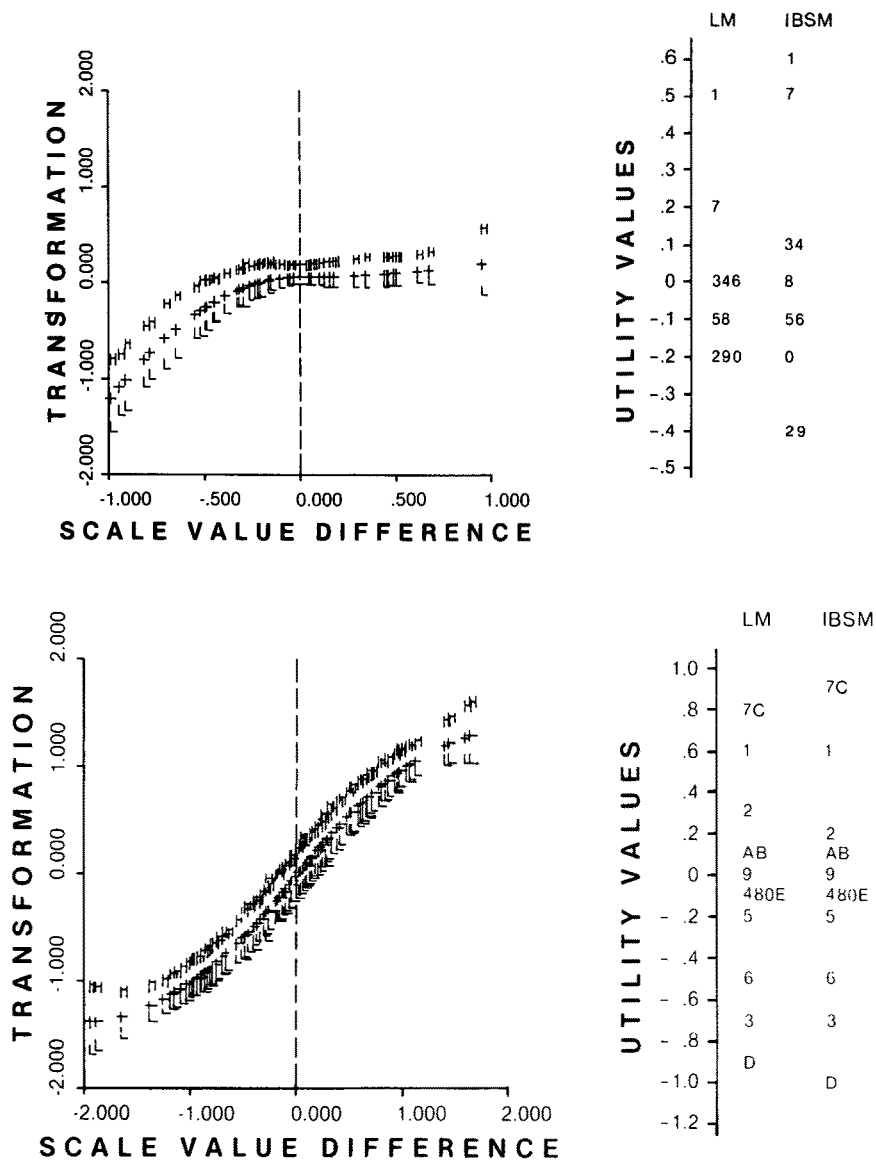 LM IBSM
2.000
1.000
0.000
-1.000
-2.000
TRANSFORMATION
-1.000 -.500 0.000 .500 1.000
SCALE VALUE DIFFERENCE
UTILITY VALUES
.6 1
.5 1 7
.4
.3
.2 7
.1 34
0 346 8
-.1 58 56
-.2 290 0
-.3
-.4 29
-.5
LM IBSM
2.000
1.000
0.000
-1.000
-2.000
TRANSFORMATION
-2.000 -1.000 0.000 1.000 2.000
SCALE VALUE DIFFERENCE
UTILITY VALUES
1.0
7C
.8 7C
.6 1 1
.4
2
.2 2
AB AB
0 9 9
480E 480E
-.2 5 5
-.4
6 6
-.6
3 3
-.8
D
-1.0 D
-1.2